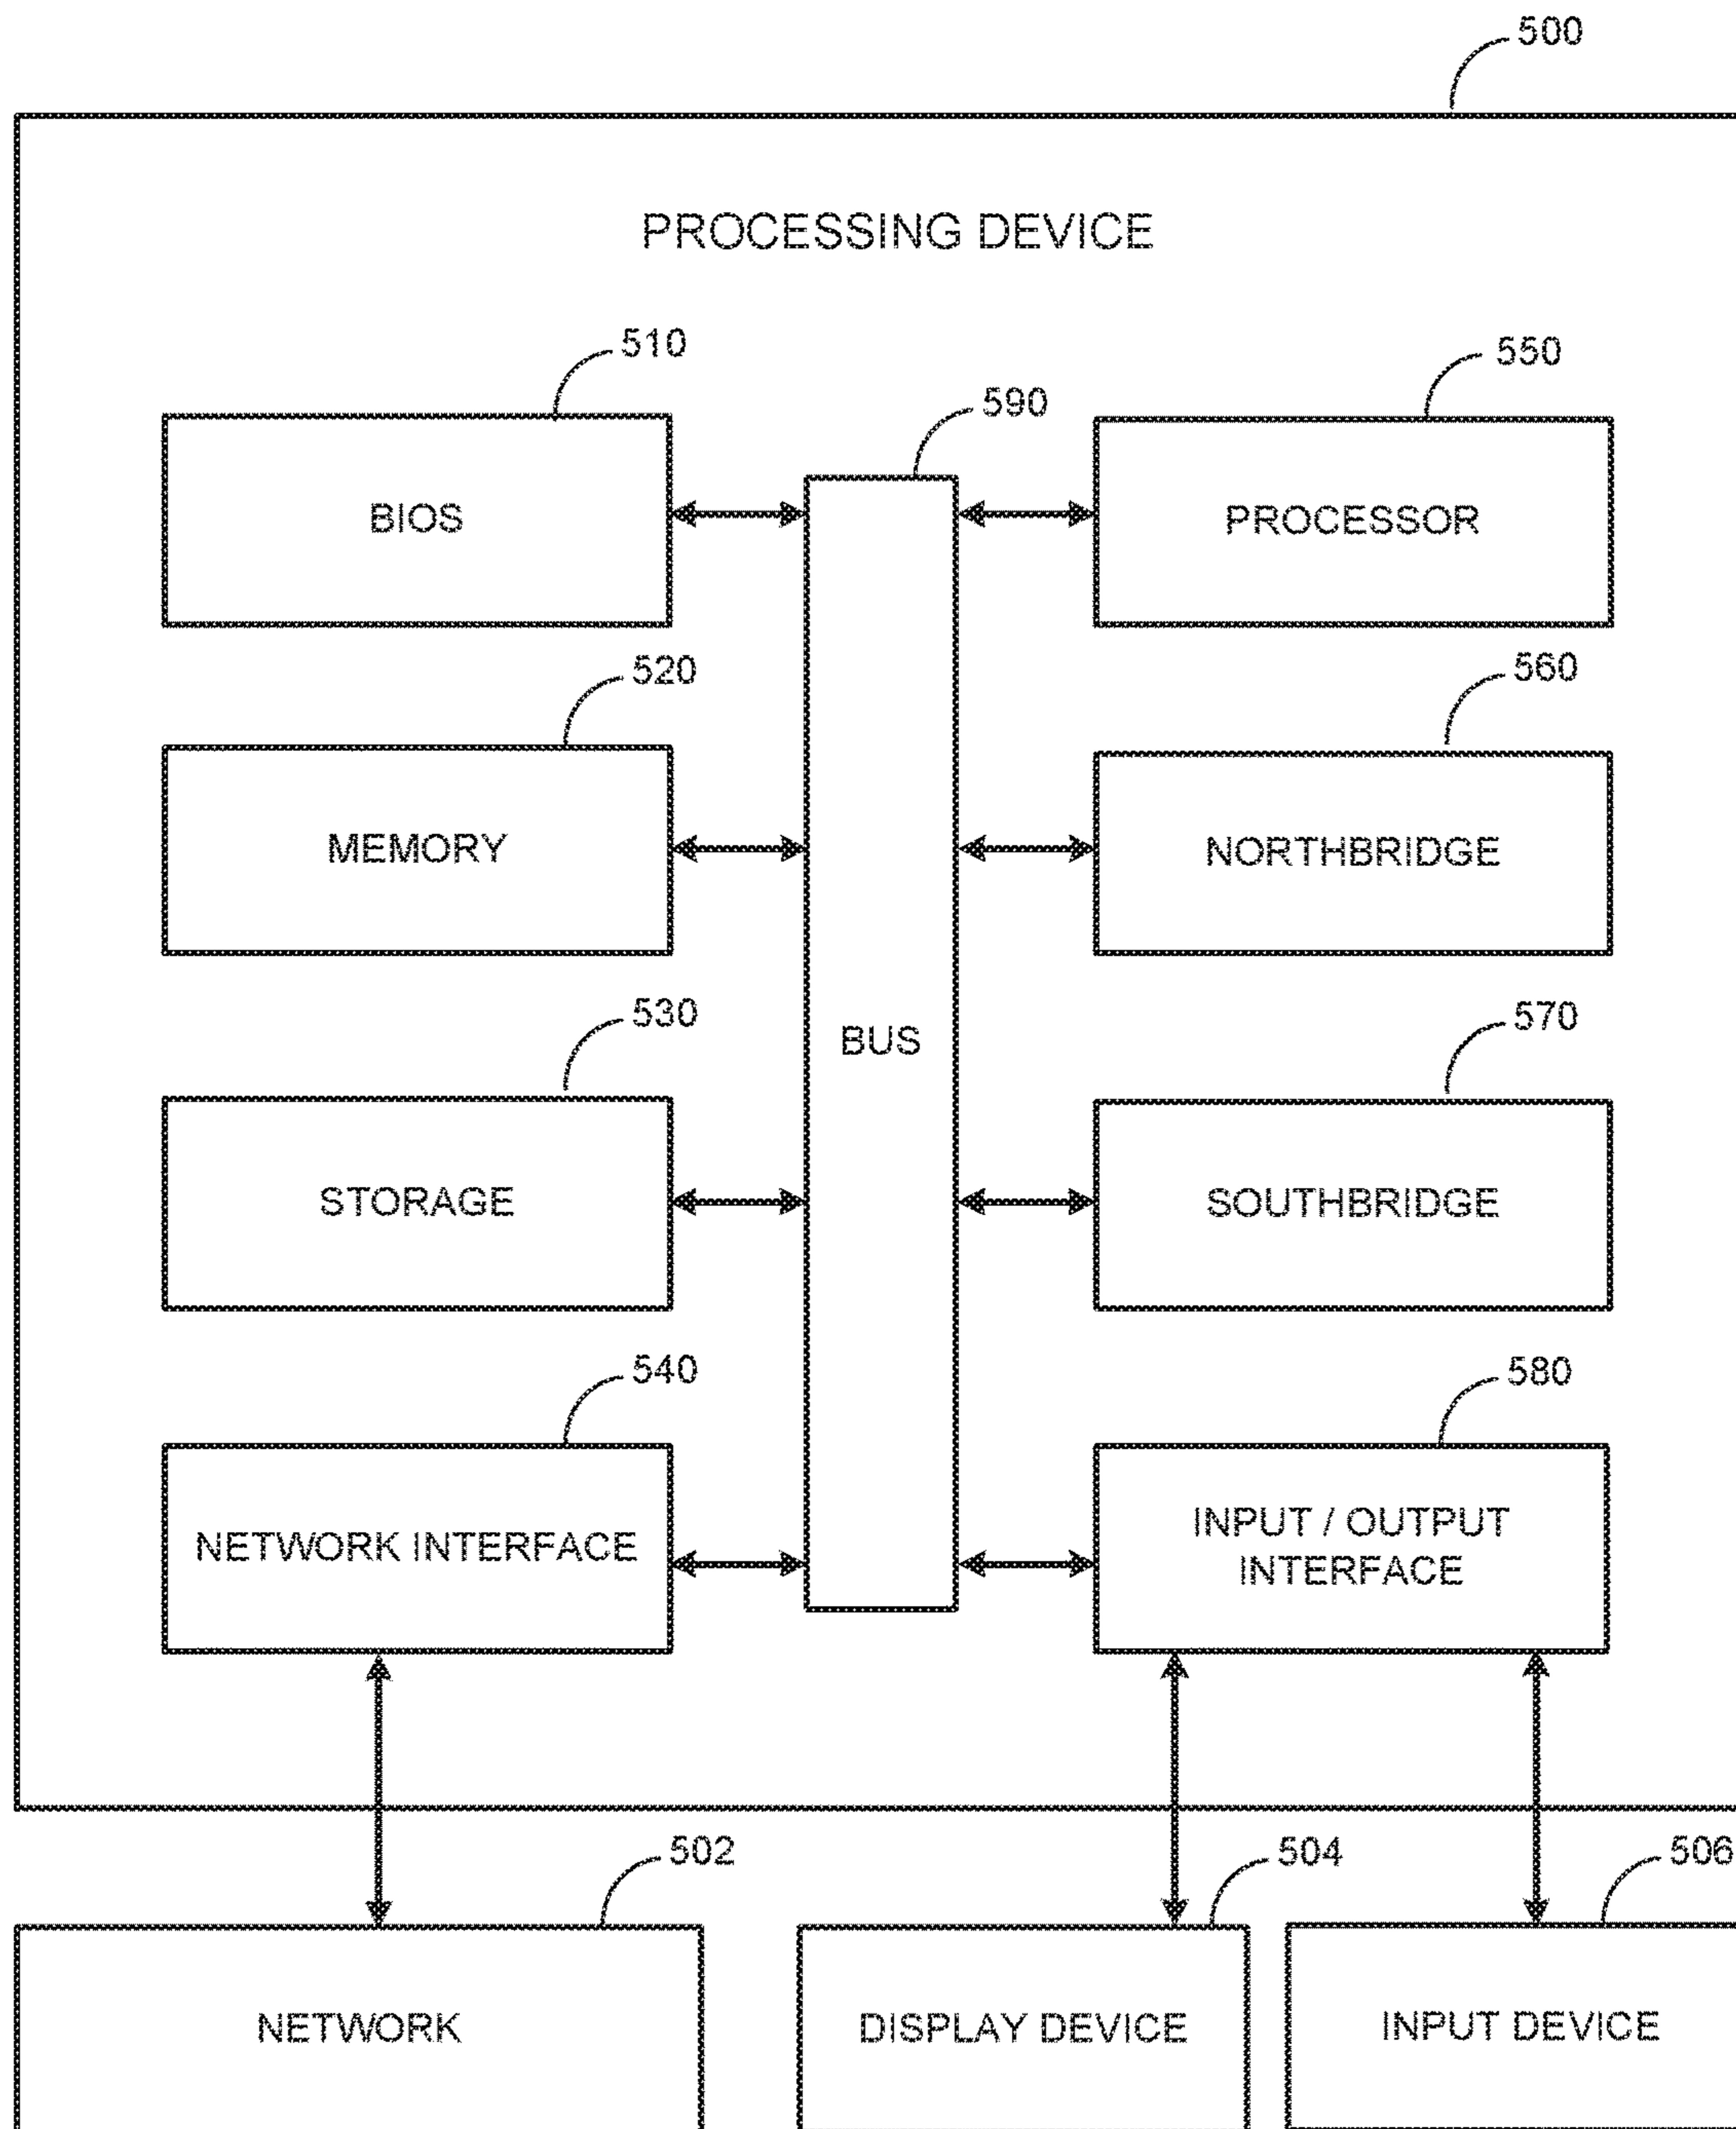 500
PROCESSING DEVICE
510
550
590
BIOS
PROCESSOR
520
560
MEMORY
NORTHBRIDGE
530
570
BUS
STORAGE
SOUTHBRIDGE
540
580
NETWORK INTERFACE
INPUT / OUTPUT
INTERFACE
502
504
506
NETWORK
DISPLAY DEVICE
INPUT DEVICE